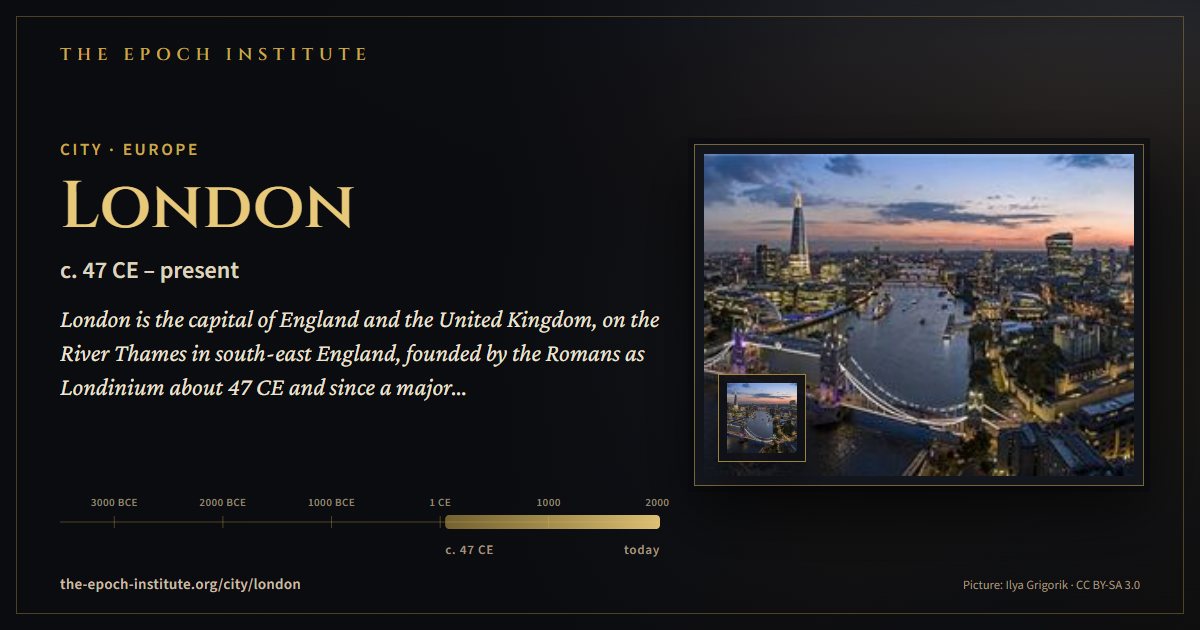 THE EPOCH INSTITUTE
CITY · EUROPE
LONDON
c. 47 CE – present
London is the capital of England and the United Kingdom, on the
River Thames in south-east England, founded by the Romans as
Londinium about 47 CE and since a major...
3000 BCE 2000 BCE 1000 BCE 1 CE 1000 2000
c. 47 CE today
the-epoch-institute.org/city/london
Picture: Ilya Grigorik · CC BY-SA 3.0